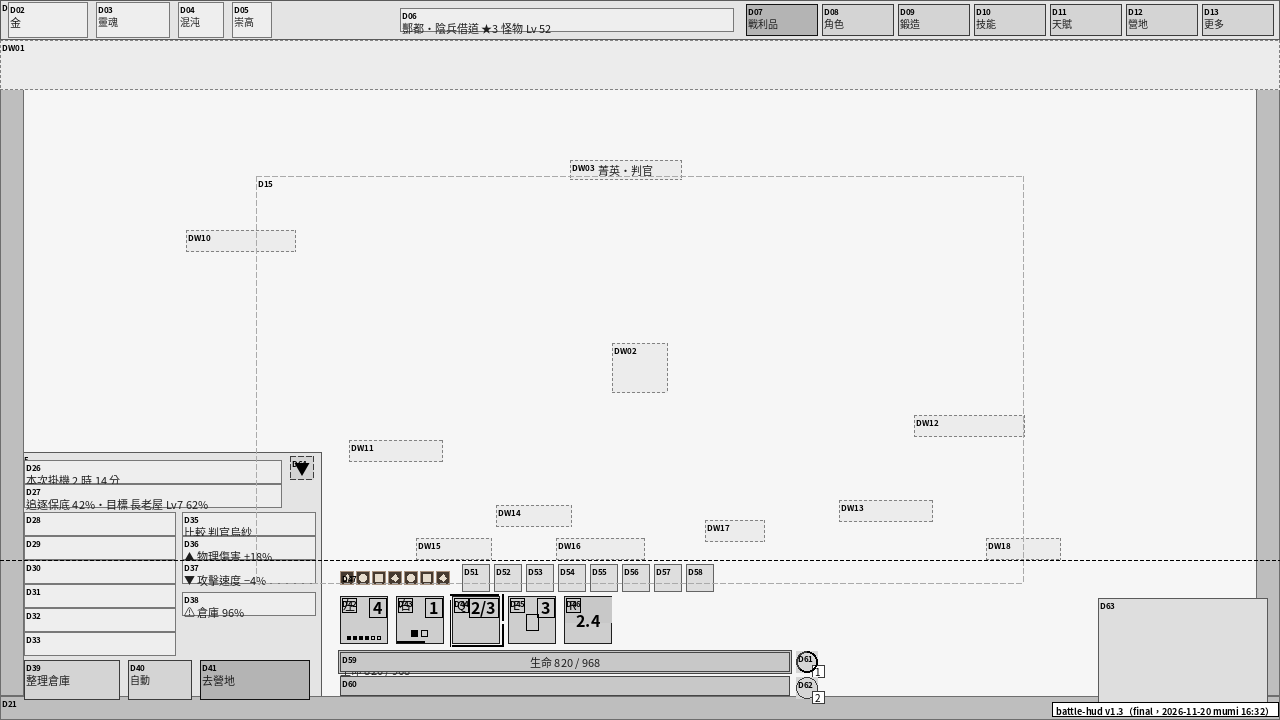 D02
金
D03
靈魂
D04
混沌
D05
崇高
D06
酆都・陰兵借道 ★3 怪物 Lv 52
D07
戰利品
D08
角色
D09
鍛造
D10
技能
D11
天賦
D12
營地
D13
更多
DW01
DW03 菁英・判官
D15
DW10
DW02
DW12
DW11
DW14
DW13
DW17
DW15
DW16
DW18
D26
本次掛機 2 時 14 分
D27
追逐保底 42%・目標 長老屋 Lv7 62%
D28
D35
比較 判官烏紗
D29
D36
▲ 物理傷害 +18%
D30
D37
▼ 攻擊速度 −4%
D31
D38
⚠ 倉庫 96%
D32
D33
D39
整理倉庫
D40
自動
D41
去營地
D51
D52
D53
D54
D55
D56
D57
D58
4
1
2/3
3
2.4
D59
生命 820 / 968
D60
D61
1
D62
2
D63
D21
battle-hud v1.3（final，2026-11-20 mumi 16:32）